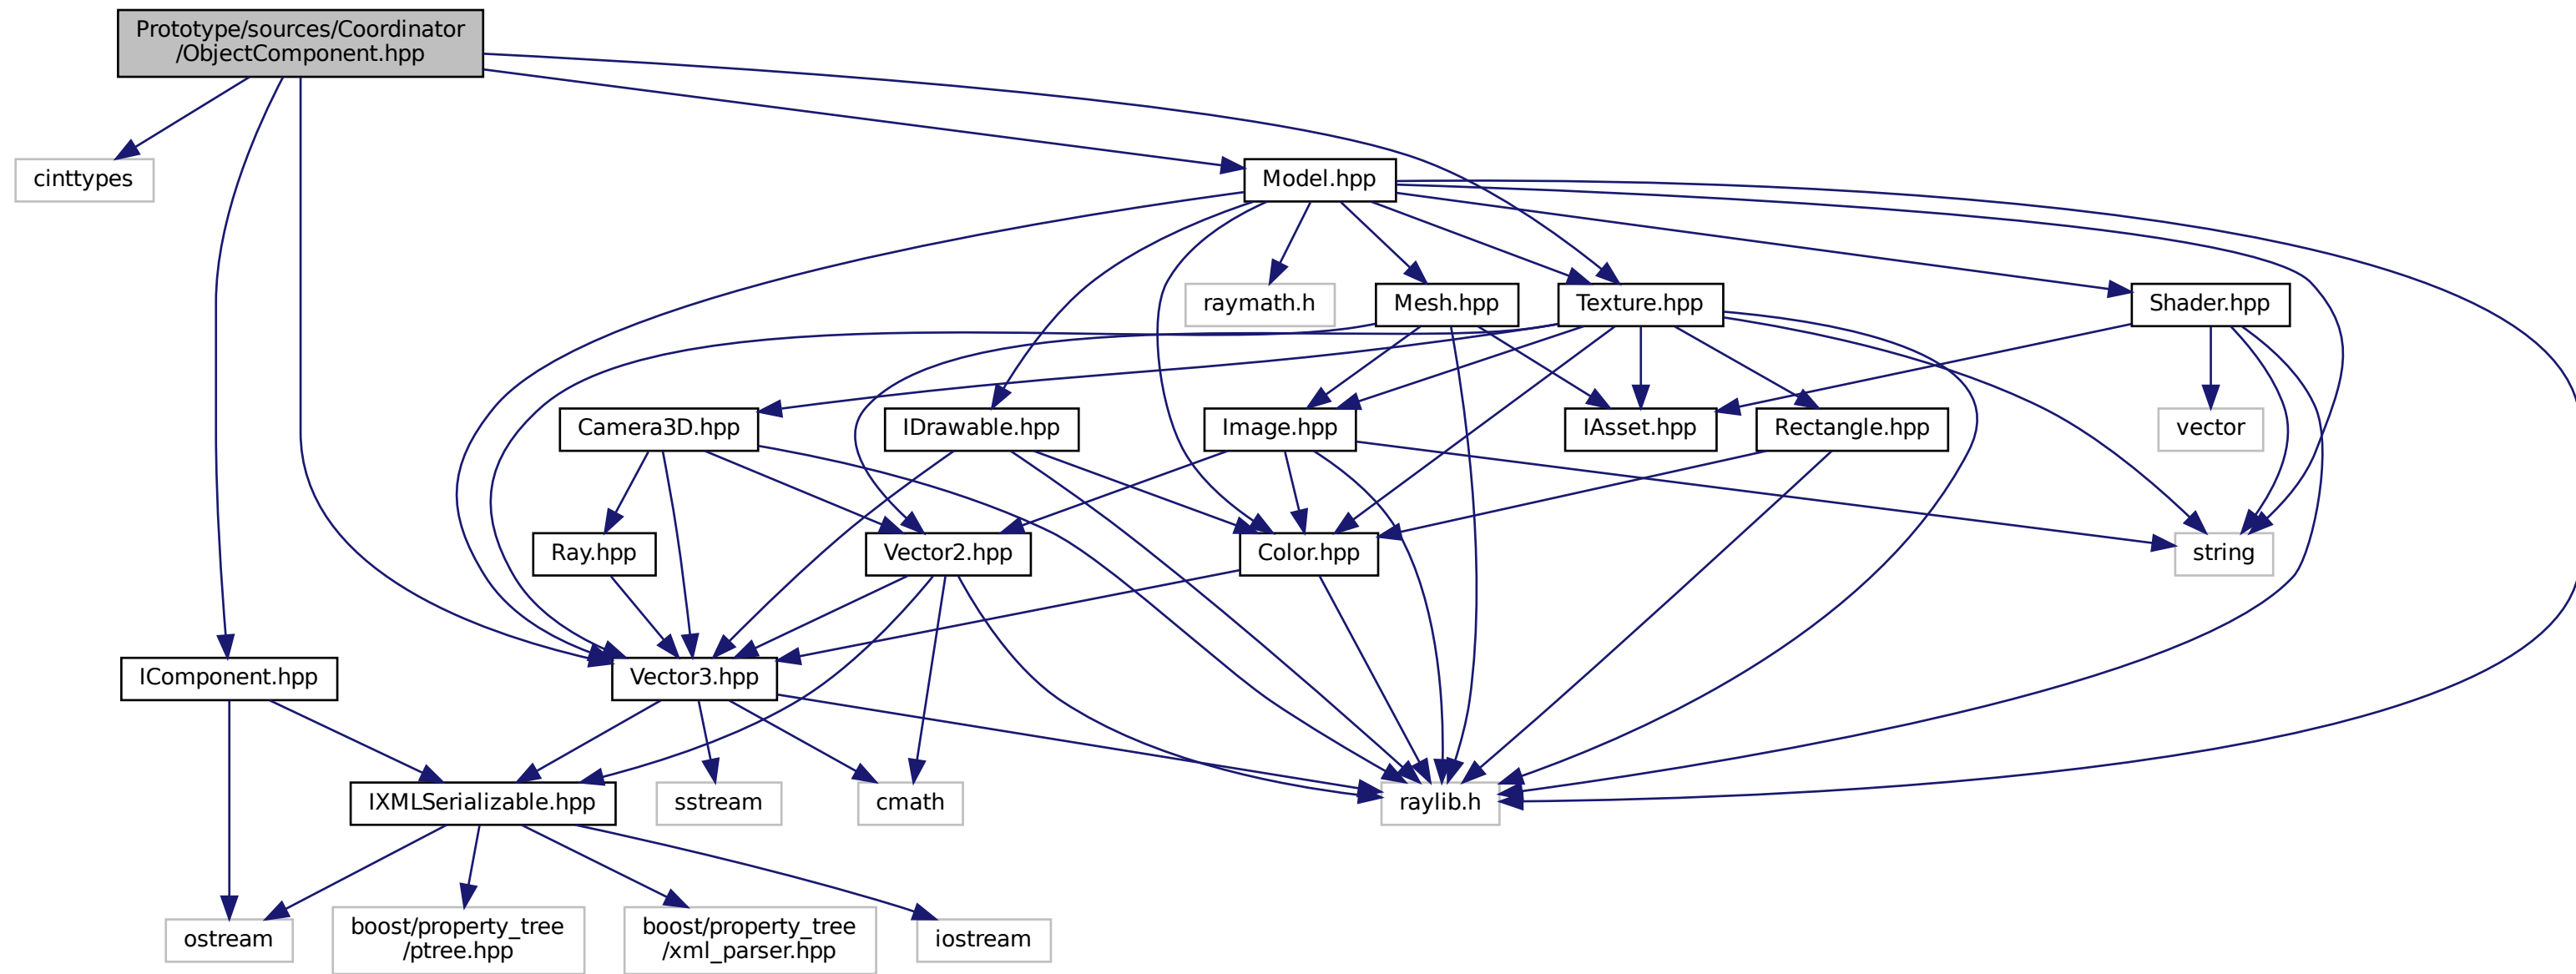 Prototype/sources/Coordinator
/ObjectComponent.hpp
cinttypes
Model.hpp
raymath.h
Mesh.hpp
Texture.hpp
Shader.hpp
Camera3D.hpp
IDrawable.hpp
Image.hpp
IAsset.hpp
Rectangle.hpp
vector
Ray.hpp
Vector2.hpp
Color.hpp
string
IComponent.hpp
Vector3.hpp
IXMLSerializable.hpp
sstream
cmath
raylib.h
ostream
boost/property_tree
/ptree.hpp
boost/property_tree
/xml_parser.hpp
iostream